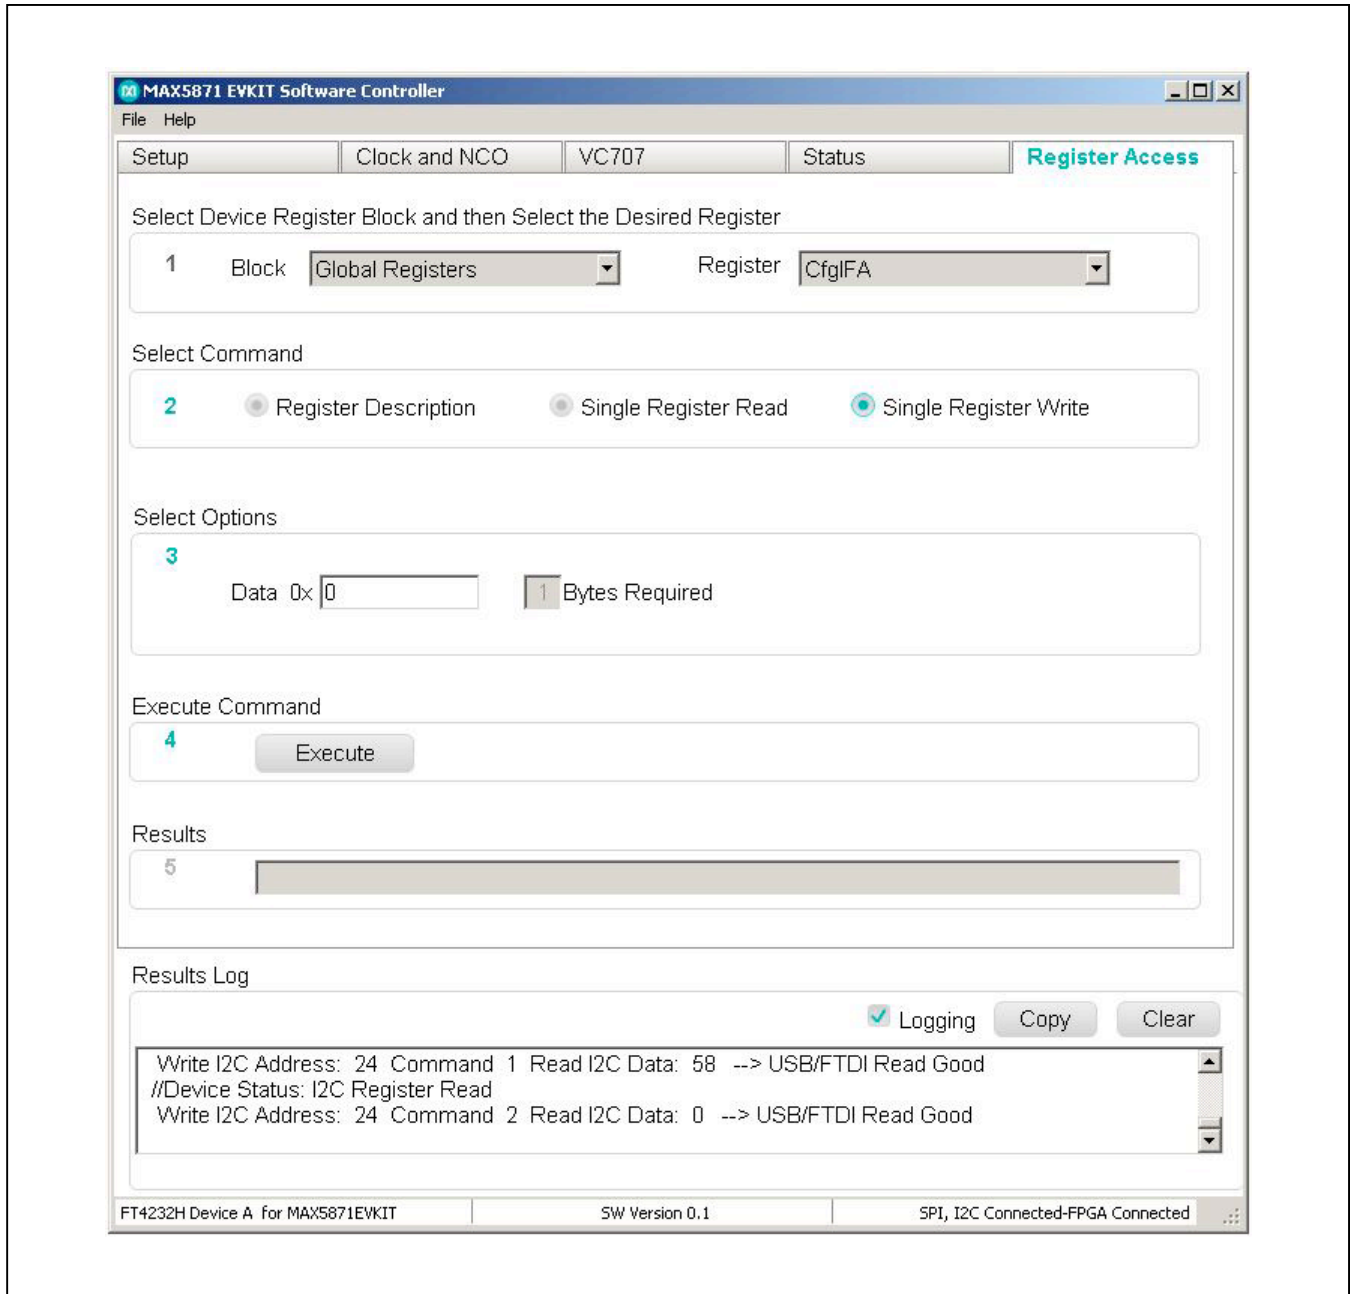 MAX5871 EVKIT Software Controller
File Help
Setup Clock and NCO VC707 Status Register Access
Select Device Register Block and then Select the Desired Register
1 Block Global Registers Register CfgIFA
Select Command
2 Register Description Single Register Read Single Register Write
Select Options
3
Data 0x 0 1 Bytes Required
Execute Command
4 Execute
Results
5
Results Log
Logging Copy Clear
Write I2C Address: 24 Command 1 Read I2C Data: 58 --> USB/FTDI Read Good
//Device Status: I2C Register Read
Write I2C Address: 24 Command 2 Read I2C Data: 0 --> USB/FTDI Read Good
FT4232H Device A for MAX5871EVKIT SW Version 0.1 SPI, I2C Connected-FPGA Connected